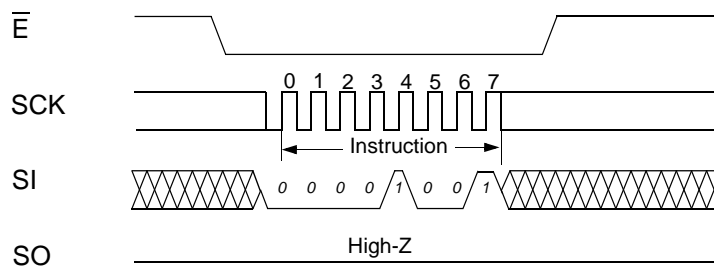 E
SCK
0 1 2 3 4 5 6 7
Instruction
SI
0 0 0 0 1 0 0 1
High-Z
SO